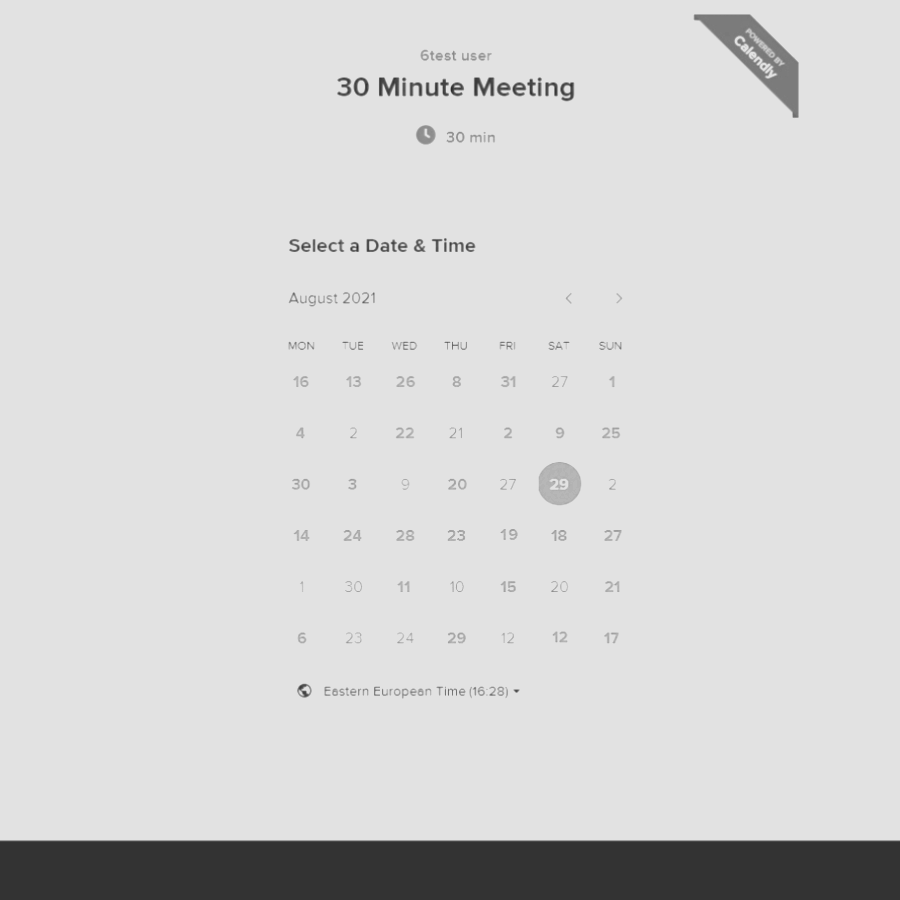 POWERED BY
Calendly
6test user
30 Minute Meeting
30 min
Select a Date & Time
August 2021
MON TUE WED THU FRI SAT SUN
16 13 26 8 31 27 1
4 2 22 21 2 9 25
30 3 9 20 27 29 2
14 24 28 23 19 18 27
1 30 11 10 15 20 21
6 23 24 29 12 12 17
Eastern European Time (16:28)